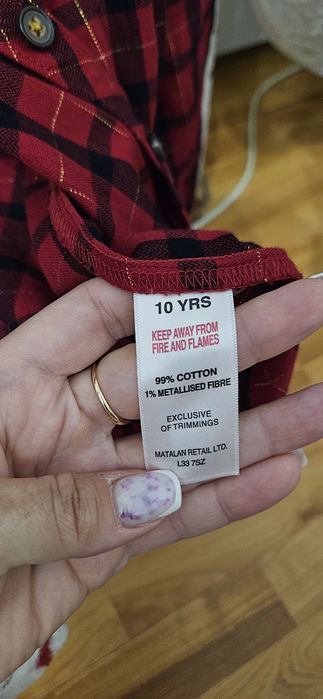 10 YRS
KEEP AWAY FROM
FIRE AND FLAMES
99% COTTON
1% METALLISED FIBRE
EXCLUSIVE
OF TRIMMINGS
MATALAN RETAIL LTD.
L33 7SZ